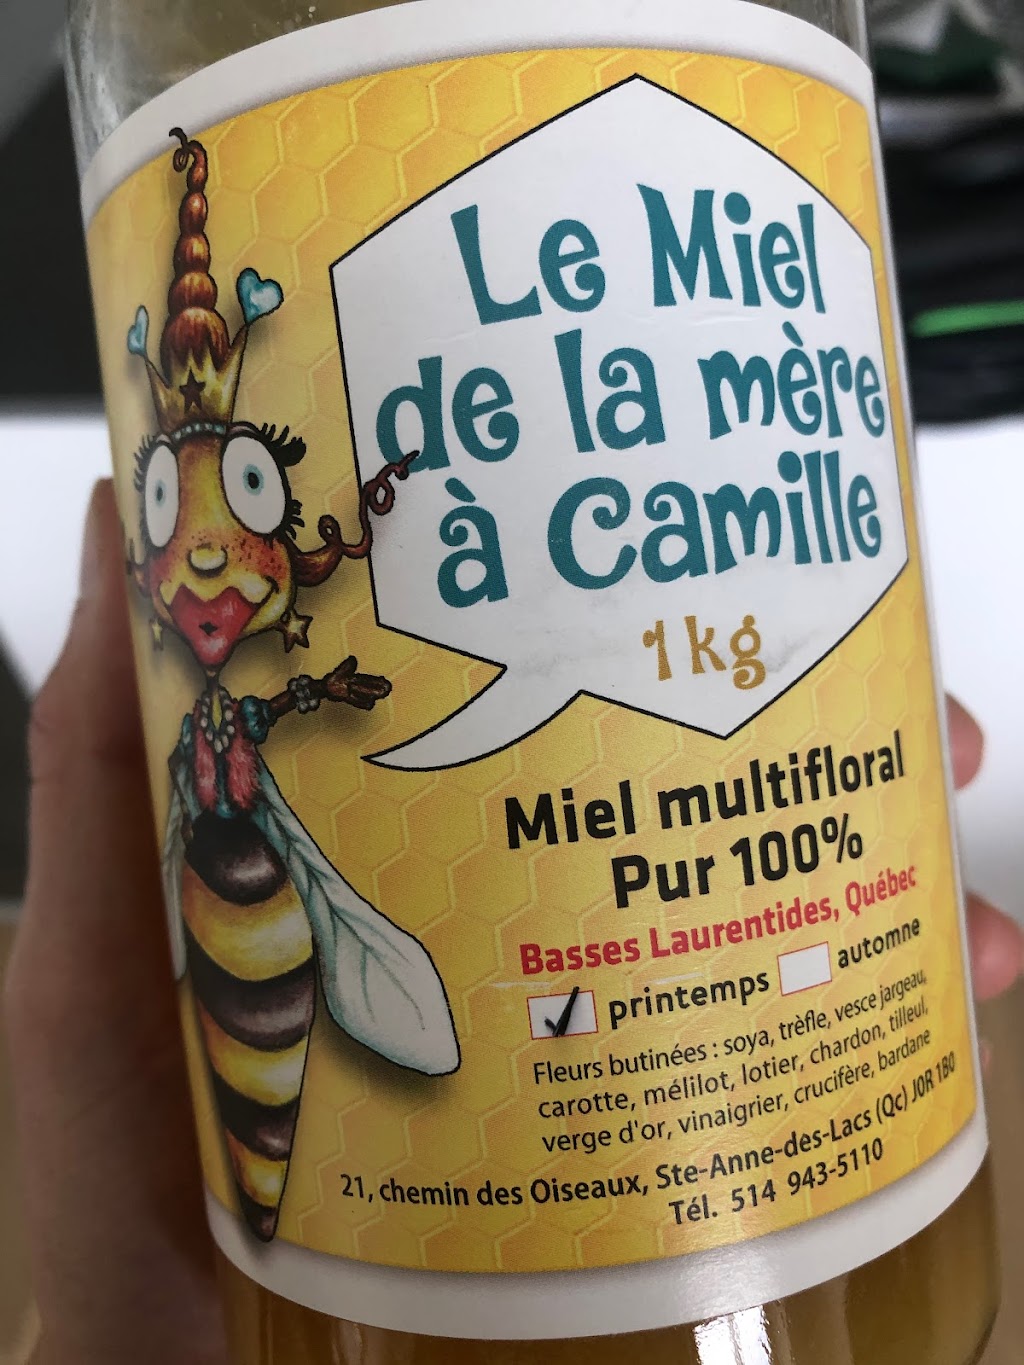 Le Miel
de la mère
à Camille
1 kg
Miel multifloral
Pur 100%
Basses Laurentides, Québec
printemps automne
Fleurs butinées : soya, trèfle, vesce jargeau,
carotte, mélilot, lotier, chardon, tilleul,
verge d'or, vinaigrier, crucifère, bardane
21, chemin des Oiseaux, Ste-Anne-des-Lacs (Qc) J0R 1B0
Tél. 514 943-5110